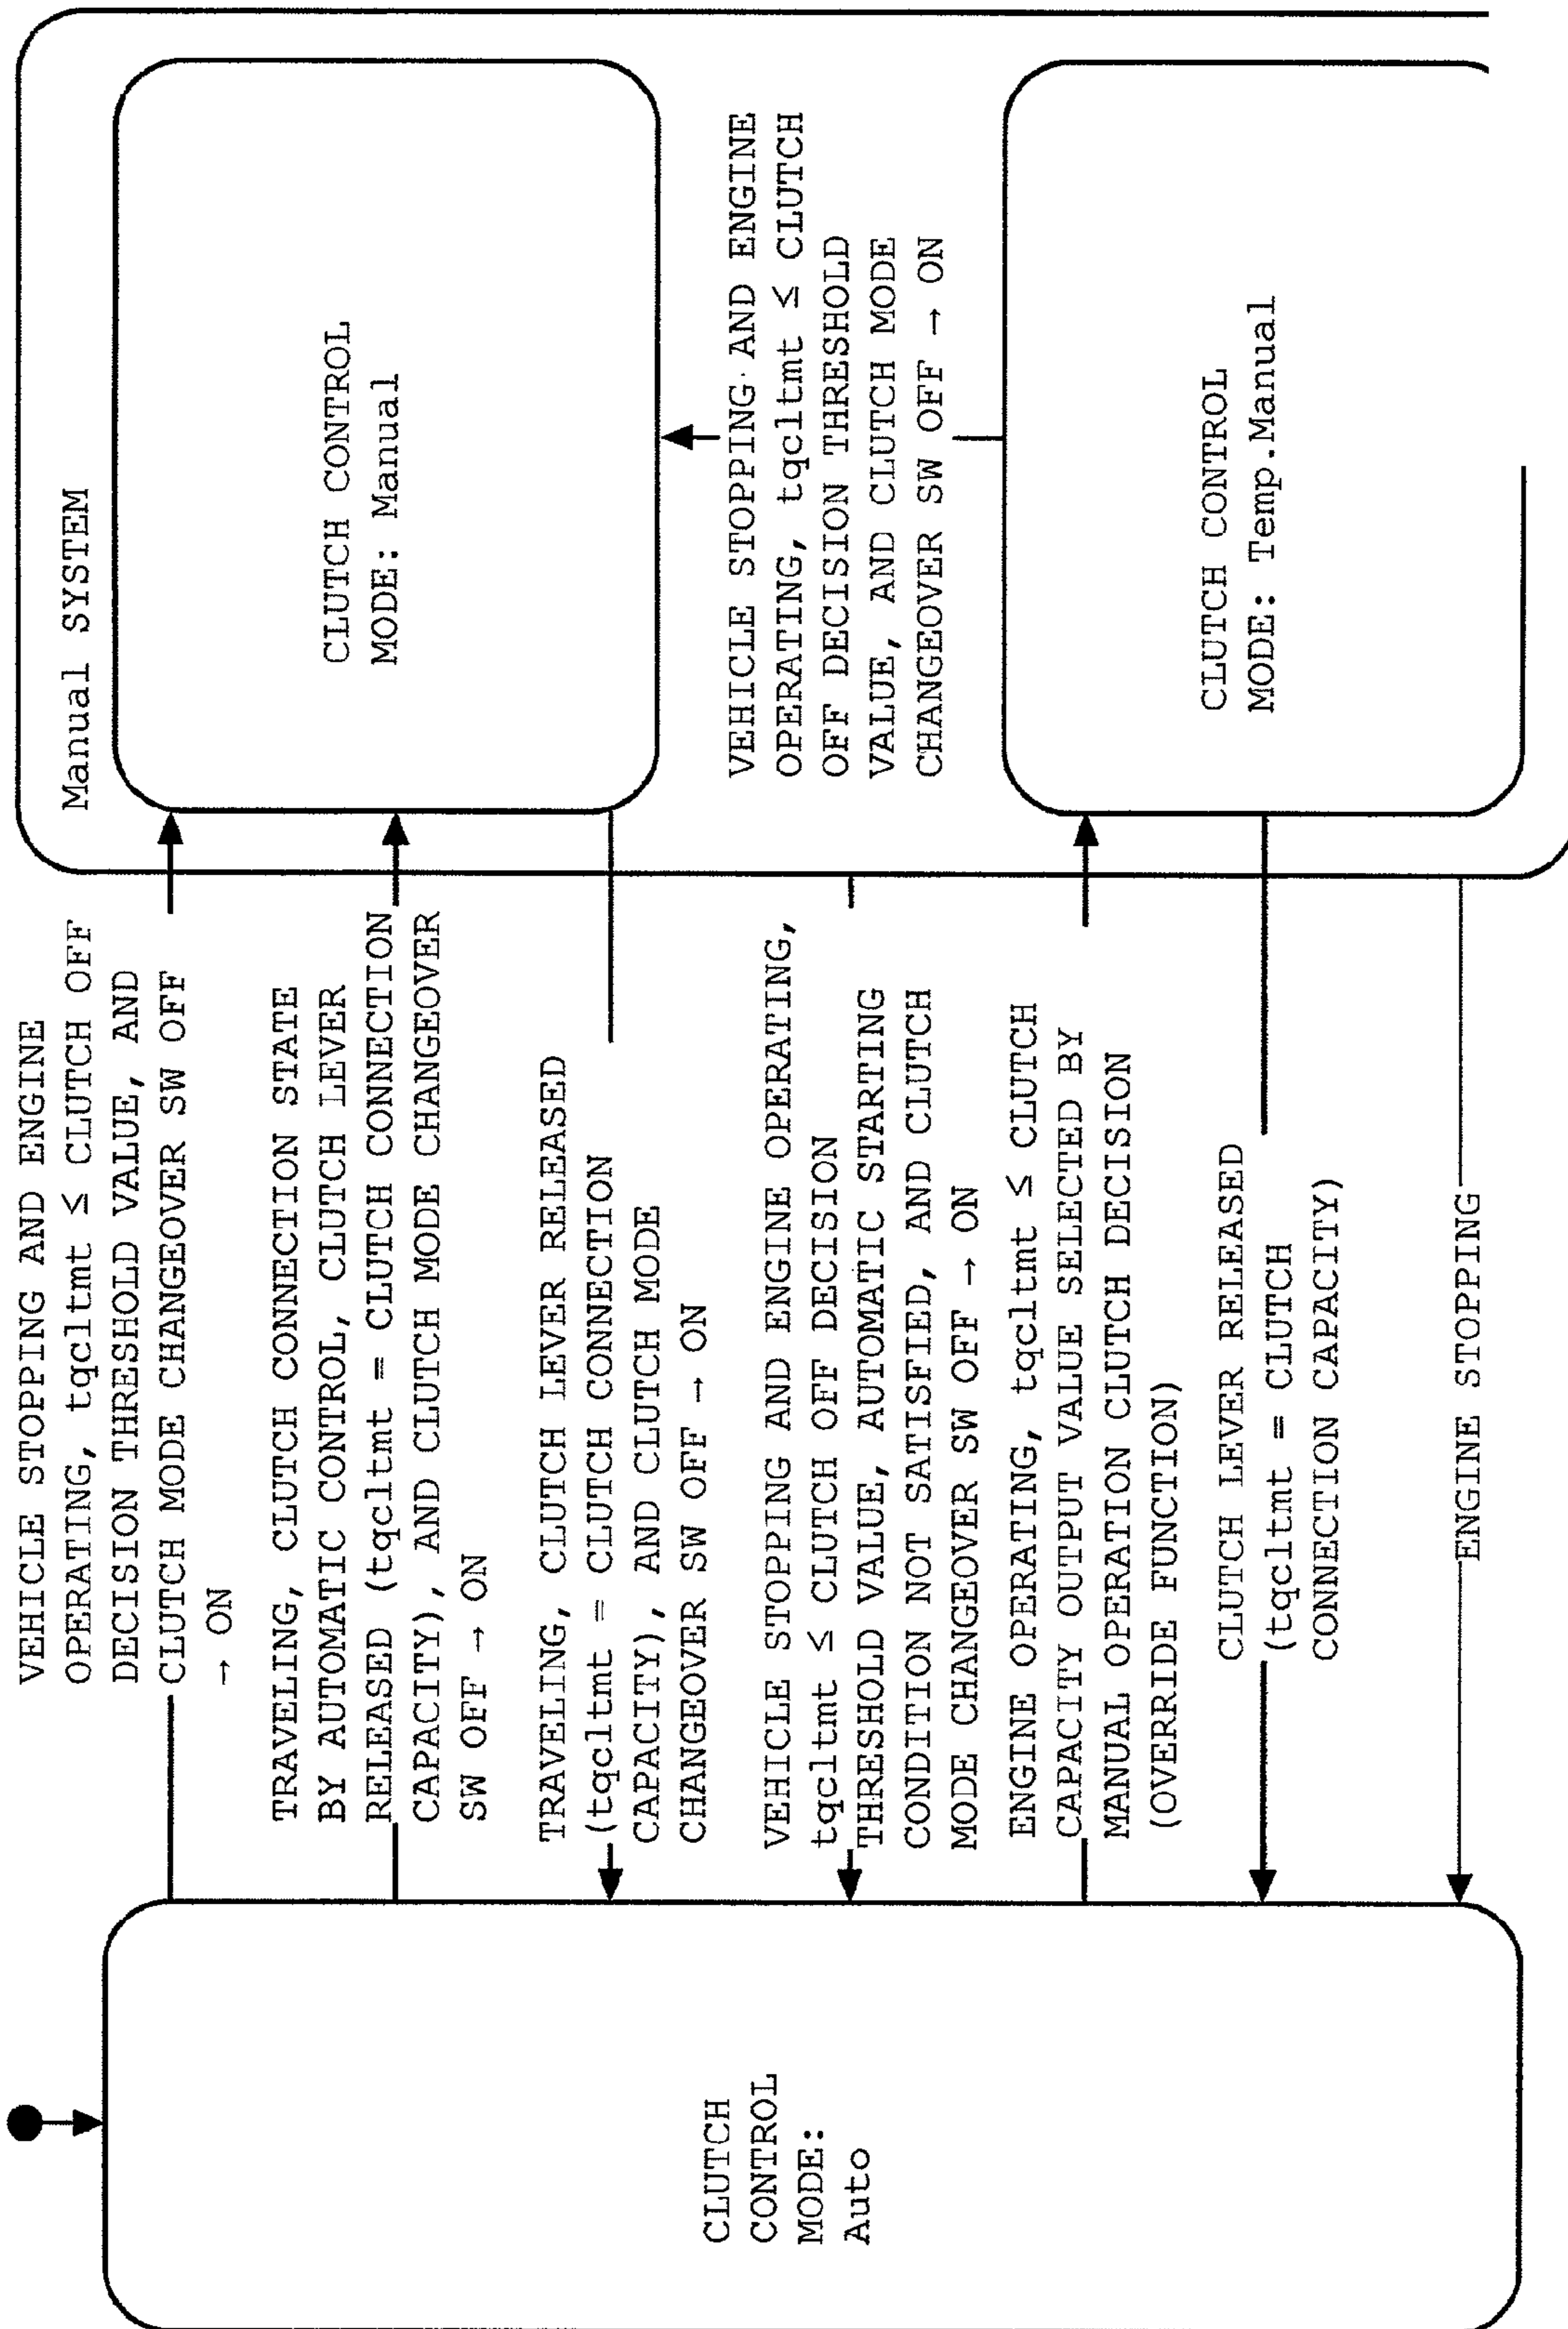 Manual SYSTEM
CLUTCH CONTROL
MODE: Manual
VEHICLE STOPPING AND ENGINE
OPERATING, tqcltmt ≤ CLUTCH
OFF DECISION THRESHOLD
VALUE, AND CLUTCH MODE
CHANGEOVER SW OFF → ON
CLUTCH CONTROL
MODE: Temp.Manual
VEHICLE STOPPING AND ENGINE
OPERATING, tqcltmt ≤ CLUTCH OFF
DECISION THRESHOLD VALUE, AND
CLUTCH MODE CHANGEOVER SW OFF
→ ON
TRAVELING, CLUTCH CONNECTION STATE
BY AUTOMATIC CONTROL, CLUTCH LEVER
RELEASED (tqcltmt = CLUTCH CONNECTION
CAPACITY), AND CLUTCH MODE CHANGEOVER
SW OFF → ON
TRAVELING, CLUTCH LEVER RELEASED
(tqcltmt = CLUTCH CONNECTION
CAPACITY), AND CLUTCH MODE
CHANGEOVER SW OFF → ON
VEHICLE STOPPING AND ENGINE OPERATING,
tqcltmt ≤ CLUTCH OFF DECISION
THRESHOLD VALUE, AUTOMATIC STARTING
CONDITION NOT SATISFIED, AND CLUTCH
MODE CHANGEOVER SW OFF → ON
ENGINE OPERATING, tqcltmt ≤ CLUTCH
CAPACITY OUTPUT VALUE SELECTED BY
MANUAL OPERATION CLUTCH DECISION
(OVERRIDE FUNCTION)
CLUTCH LEVER RELEASED
(tqcltmt = CLUTCH
CONNECTION CAPACITY)
ENGINE STOPPING
CLUTCH
CONTROL
MODE:
Auto